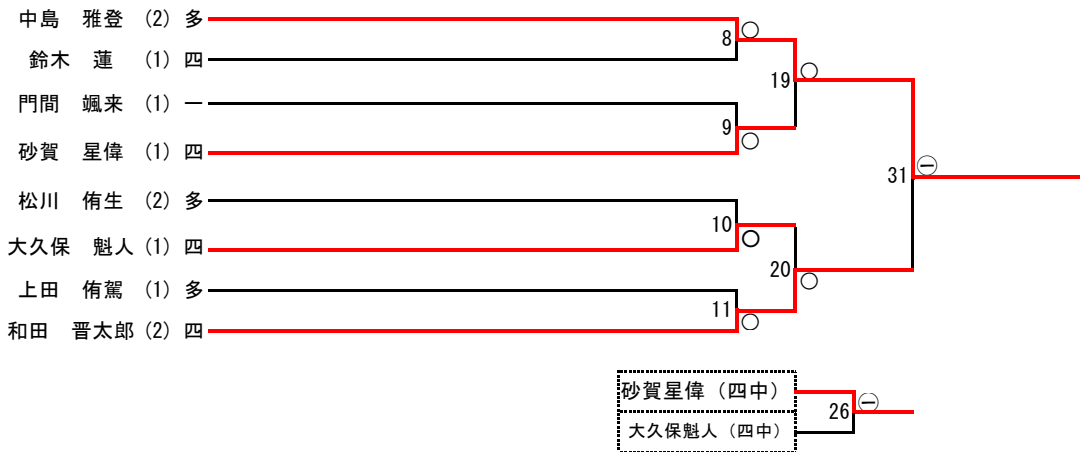 中島 雅登 (2) 多
鈴木 蓮 (1) 四
門間 颯来 (1) 一
砂賀 星偉 (1) 四
松川 侑生 (2) 多
大久保 魁人 (1) 四
上田 侑駕 (1) 多
和田 晋太郎 (2) 四
8 ○
9 ○
10 ○
11 ○
19 ○
20 ○
31 ㊀
砂賀星偉（四中）
大久保魁人（四中）
26 ㊀